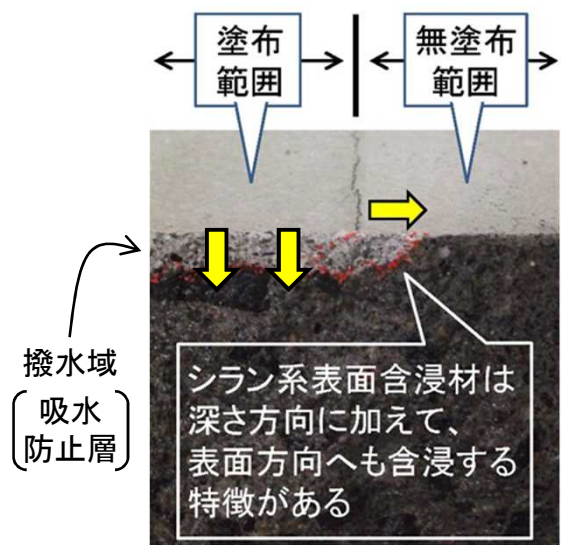 塗布
範囲
無塗布
範囲
撥水域
吸水
防止層
シラン系表面含浸材は
深さ方向に加えて、
表面方向へも含浸する
特徴がある